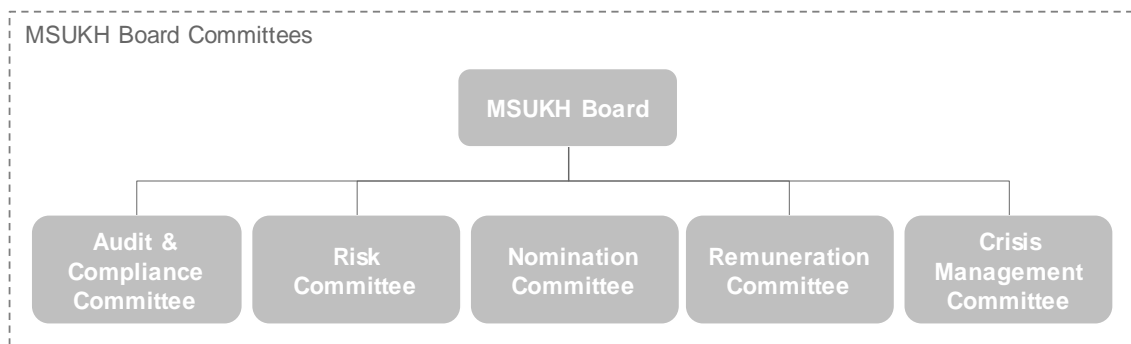 MSUKH Board Committees
MSUKH Board
Audit &
Compliance
Committee
Risk
Committee
Nomination
Committee
Remuneration
Committee
Crisis
Management
Committee